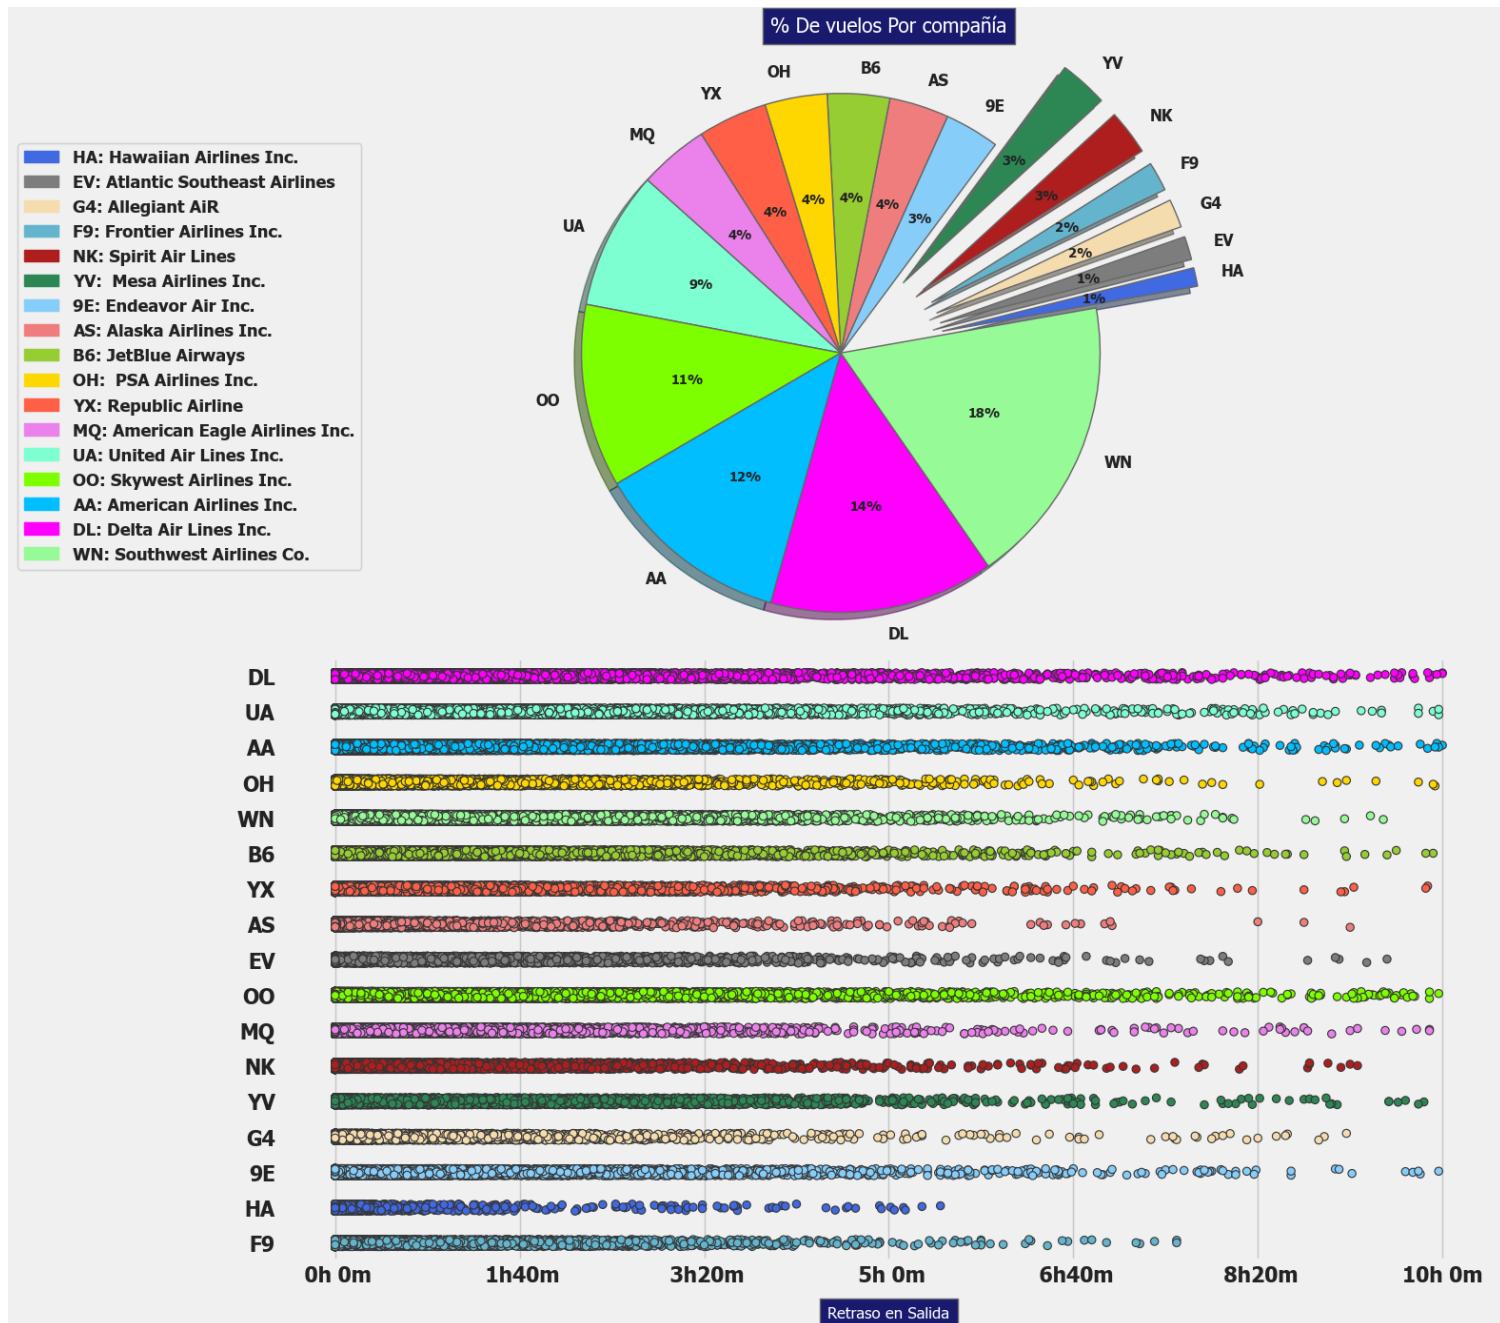 % De vuelos Por compañía
HA: Hawaiian Airlines Inc.
EV: Atlantic Southeast Airlines
G4: Allegiant AiR
F9: Frontier Airlines Inc.
NK: Spirit Air Lines
YV:  Mesa Airlines Inc.
9E: Endeavor Air Inc.
AS: Alaska Airlines Inc.
B6: JetBlue Airways
OH:  PSA Airlines Inc.
YX: Republic Airline
MQ: American Eagle Airlines Inc.
UA: United Air Lines Inc.
OO: Skywest Airlines Inc.
AA: American Airlines Inc.
DL: Delta Air Lines Inc.
WN: Southwest Airlines Co.
YV
3%
NK
3%
F9
2%
G4
2%
EV
1%
HA
1%
9E
3%
AS
4%
B6
4%
OH
4%
YX
4%
MQ
4%
UA
9%
OO
11%
AA
12%
DL
14%
WN
18%
DL
UA
AA
OH
WN
B6
YX
AS
EV
OO
MQ
NK
YV
G4
9E
HA
F9
0h 0m
1h40m
3h20m
5h 0m
6h40m
8h20m
10h 0m
Retraso en Salida